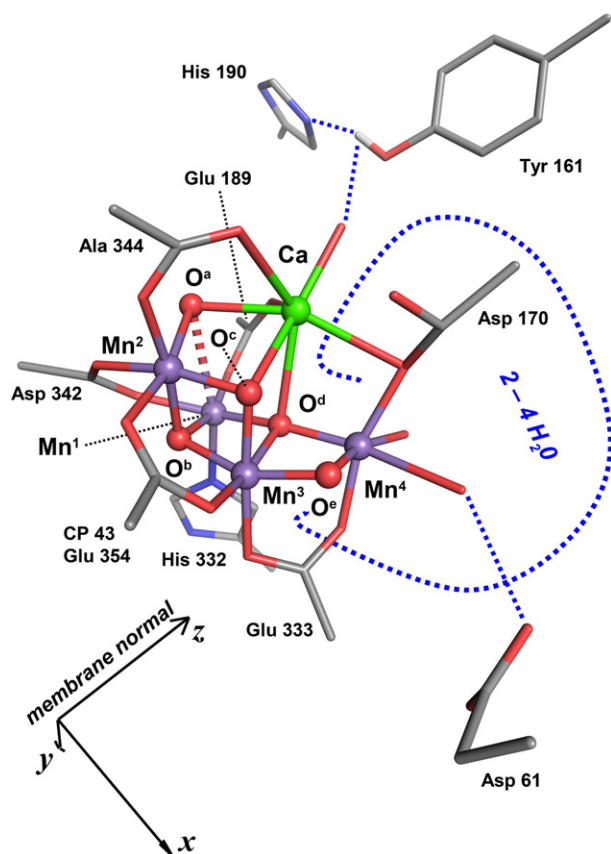 His 190
Tyr 161
Glu 189
Ca
Ala 344
Oᵃ
Oᶜ
Asp 170
Mn²
Asp 342
Oᵈ
2 – 4 H₂O
Mn¹
Oᵇ
Mn³
Mn⁴
Oᵉ
CP 43
Glu 354
His 332
Glu 333
membrane normal
z
y
x
Asp 61